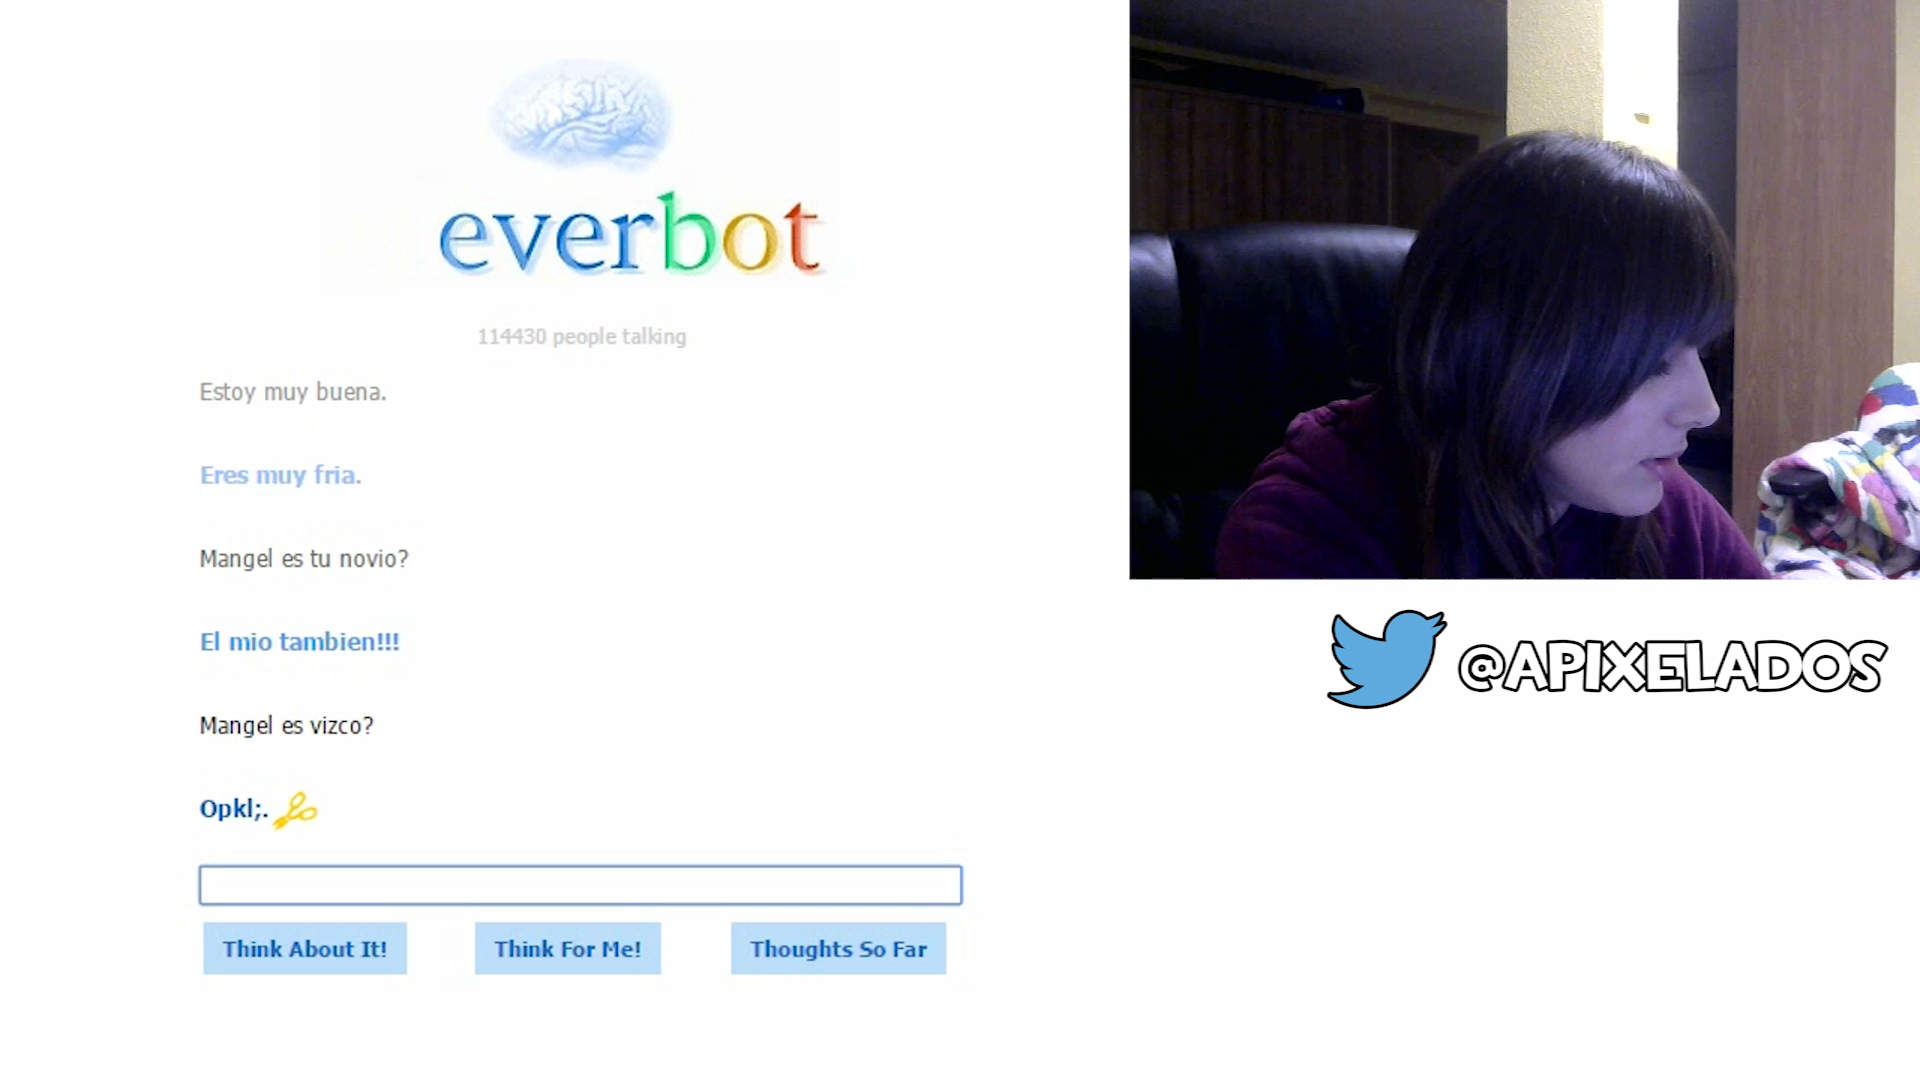 everbot
114430 people talking
Estoy muy buena.
Eres muy fria.
Mangel es tu novio?
El mio tambien!!!
Mangel es vizco?
Opkl;.
Think About It!
Think For Me!
Thoughts So Far
@APIXELADOS